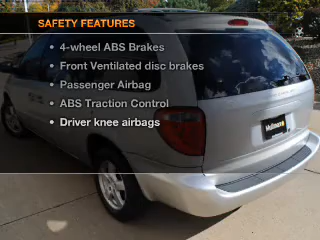 SAFETY FEATURES
• 4-wheel ABS Brakes
• Front Ventilated disc brakes
• Passenger Airbag
• ABS Traction Control
• Driver knee airbags